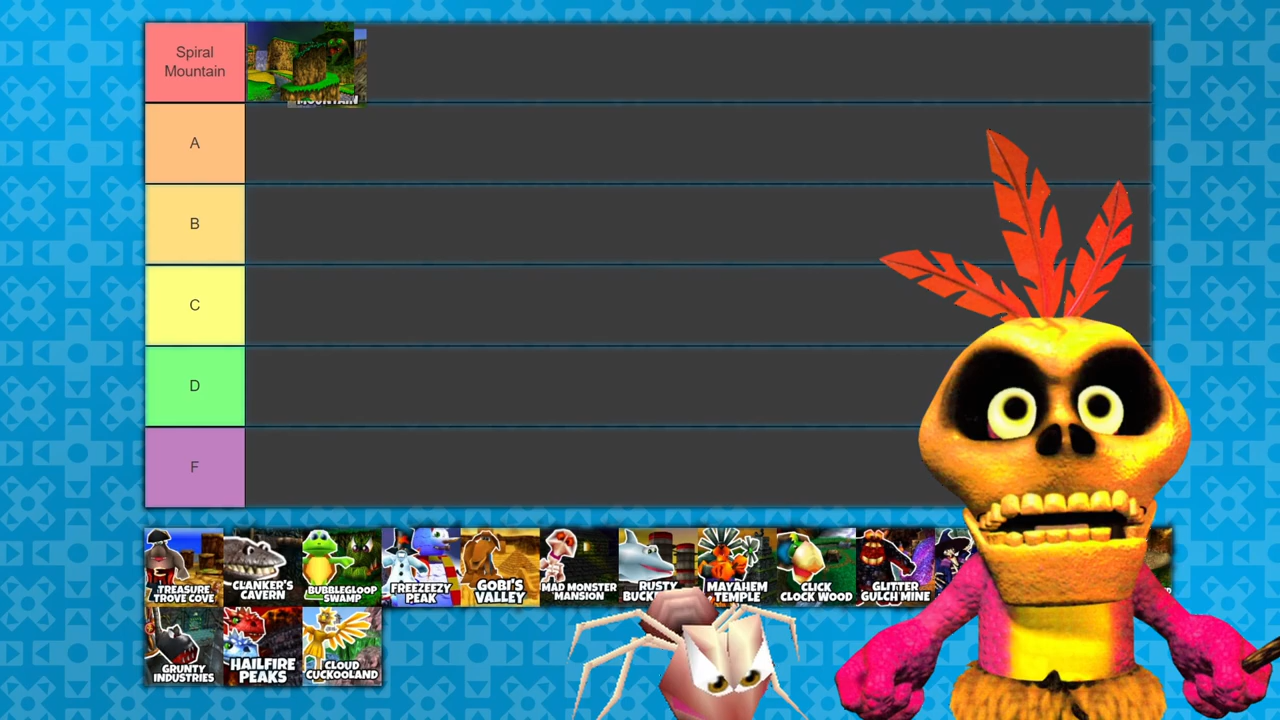 Spiral
Mountain
MOUNTAIN
A
B
C
D
F
TREASURE
TROVE COVE
CLANKER'S
CAVERN
BUBBLEGLOOP
SWAMP
FREEZEEZY
PEAK
GOBI'S
VALLEY
MAD MONSTER
MANSION
RUSTY
MAYAHEM
TEMPLE
CLICK
CLOCK WOOD
GLITTER
GULCH MINE
GRUNTY
INDUSTRIES
HAILFIRE
PEAKS
CLOUD
CUCKOOLAND